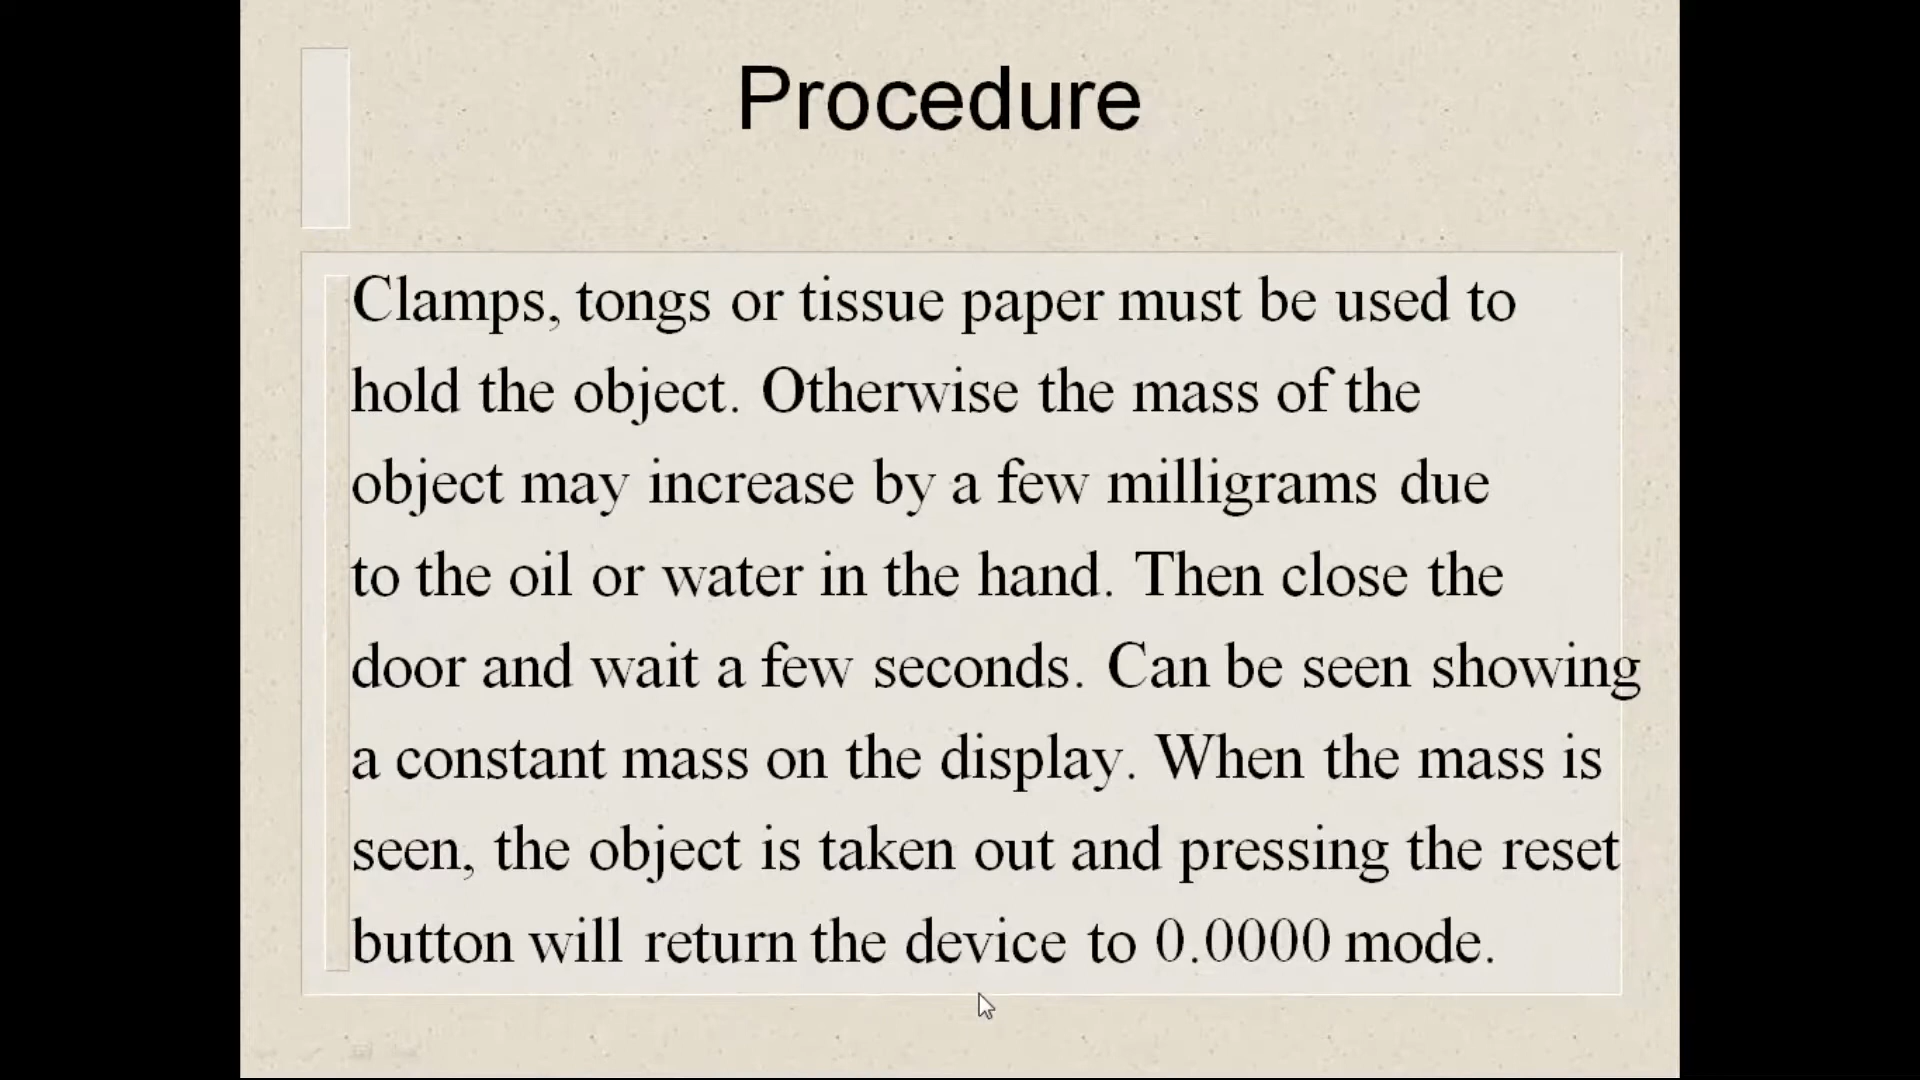 Procedure
Clamps, tongs or tissue paper must be used to
hold the object. Otherwise the mass of the
object may increase by a few milligrams due
to the oil or water in the hand. Then close the
door and wait a few seconds. Can be seen showing
a constant mass on the display. When the mass is
seen, the object is taken out and pressing the reset
button will return the device to 0.0000 mode.